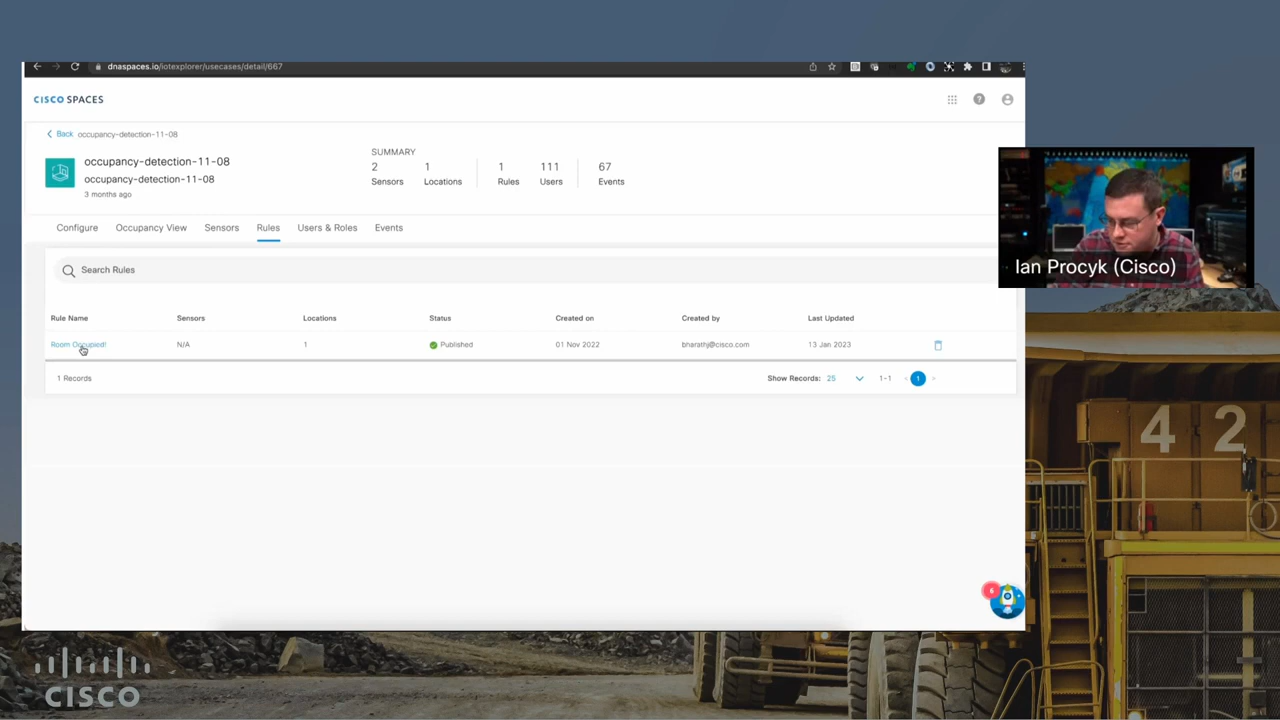 dnaspaces.io/iotexplorer/usecases/detail/667
CISCO SPACES
Back occupancy-detection-11-08
occupancy-detection-11-08
occupancy-detection-11-08
3 months ago
SUMMARY
2 1 1 111 67
Sensors Locations Rules Users Events
Configure Occupancy View Sensors Rules Users & Roles Events
Search Rules
Rule Name Sensors Locations Status Created on Created by Last Updated
Room Occupied! N/A 1 Published 01 Nov 2022 bharathj@cisco.com 13 Jan 2023
1 Records Show Records: 25 1-1 1
6
Ian Procyk (Cisco)
4 2
CISCO